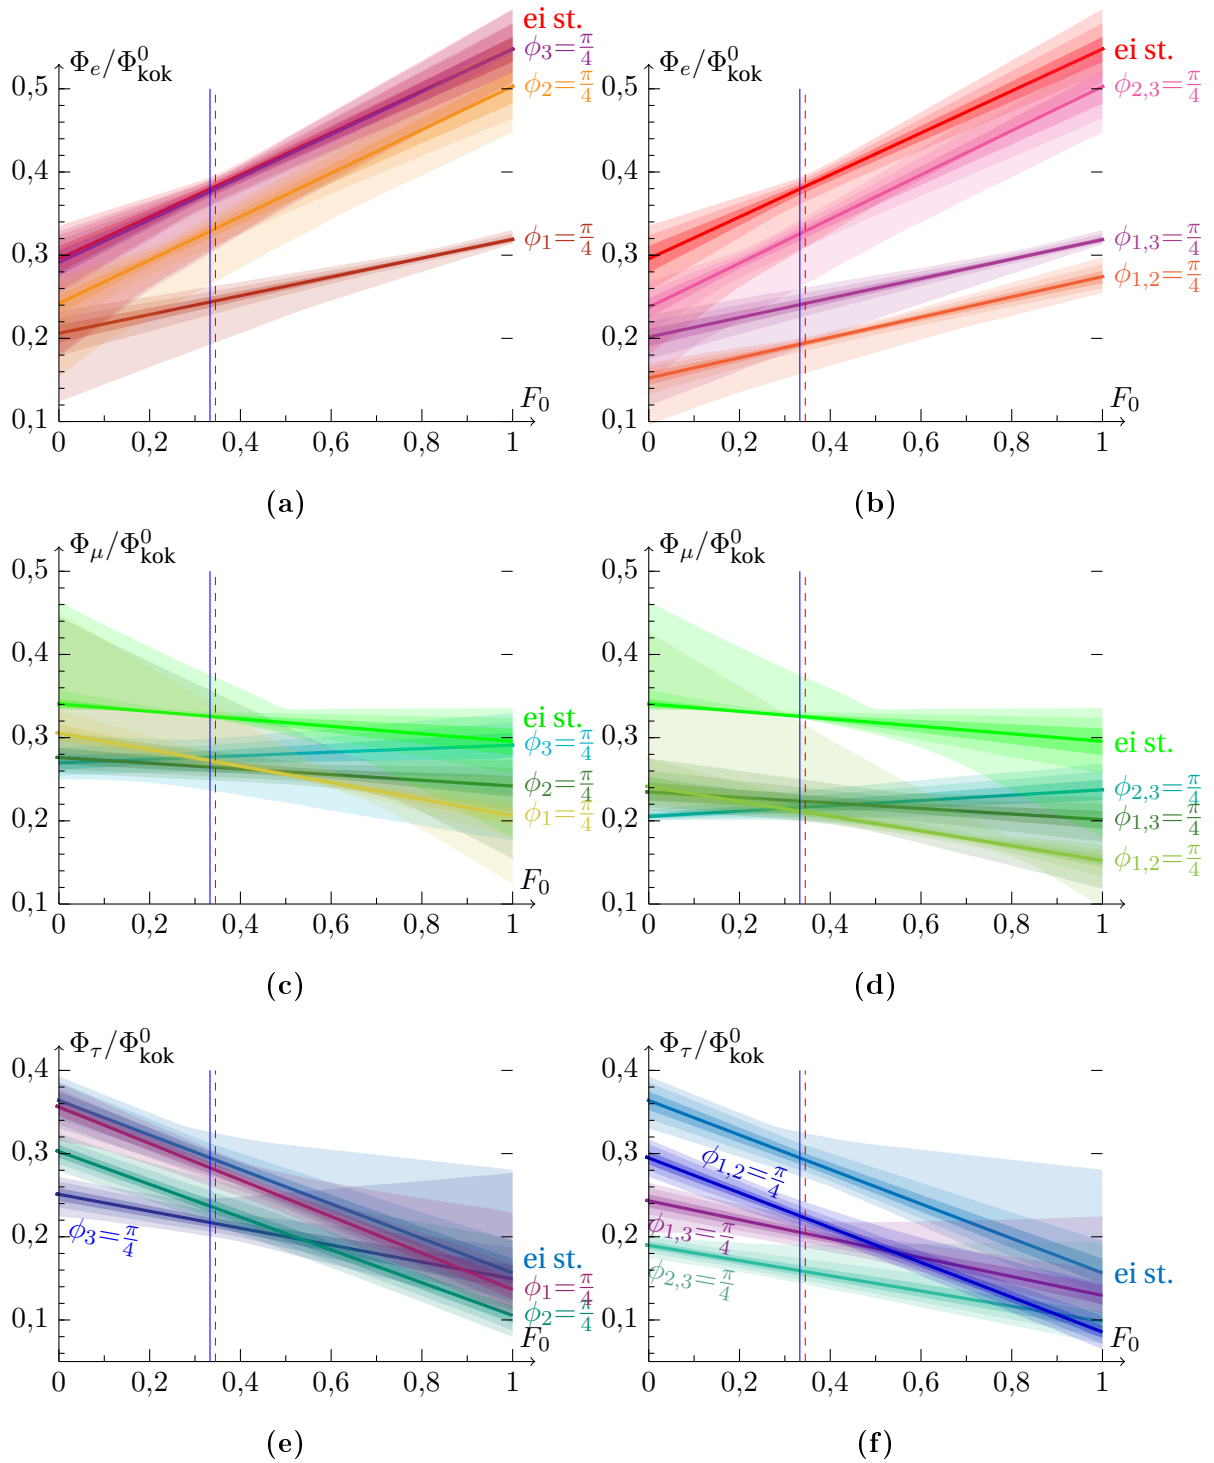 Φ_e/Φ^0_kok
0,5
0,4
0,3
0,2
0,1
0 0,2 0,4 0,6 0,8 1
F_0
ei st.
ϕ_3=π/4
ϕ_2=π/4
ϕ_1=π/4
(a)
Φ_e/Φ^0_kok
0,5
0,4
0,3
0,2
0,1
0 0,2 0,4 0,6 0,8 1
F_0
ei st.
ϕ_{2,3}=π/4
ϕ_{1,3}=π/4
ϕ_{1,2}=π/4
(b)
Φ_μ/Φ^0_kok
0,5
0,4
0,3
0,2
0,1
0 0,2 0,4 0,6 0,8 1
F_0
ei st.
ϕ_3=π/4
ϕ_2=π/4
ϕ_1=π/4
(c)
Φ_μ/Φ^0_kok
0,5
0,4
0,3
0,2
0,1
0 0,2 0,4 0,6 0,8 1
ei st.
ϕ_{2,3}=π/4
ϕ_{1,3}=π/4
ϕ_{1,2}=π/4
(d)
Φ_τ/Φ^0_kok
0,4
0,3
0,2
0,1
0 0,2 0,4 0,6 0,8 1
F_0
ϕ_3=π/4
ei st.
ϕ_1=π/4
ϕ_2=π/4
(e)
Φ_τ/Φ^0_kok
0,4
0,3
0,2
0,1
0 0,2 0,4 0,6 0,8 1
F_0
ϕ_{1,2}=π/4
ϕ_{1,3}=π/4
ϕ_{2,3}=π/4
ei st.
(f)